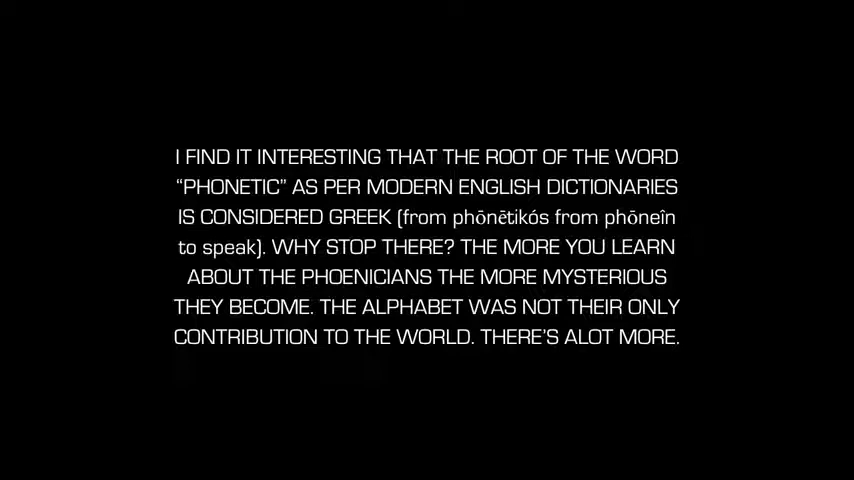 I FIND IT INTERESTING THAT THE ROOT OF THE WORD
“PHONETIC” AS PER MODERN ENGLISH DICTIONARIES
IS CONSIDERED GREEK (from phōnētikós from phōneîn
to speak). WHY STOP THERE? THE MORE YOU LEARN
ABOUT THE PHOENICIANS THE MORE MYSTERIOUS
THEY BECOME. THE ALPHABET WAS NOT THEIR ONLY
CONTRIBUTION TO THE WORLD. THERE’S ALOT MORE.